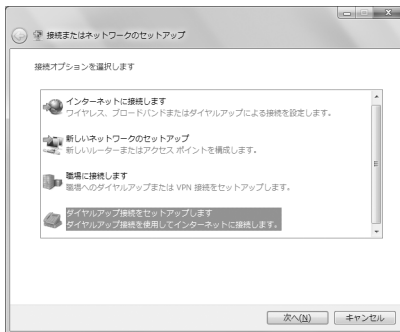 接続またはネットワークのセットアップ
接続オプションを選択します
インターネットに接続します
ワイヤレス、ブロードバンドまたはダイヤルアップによる接続を設定します。
新しいネットワークのセットアップ
新しいルーターまたはアクセス ポイントを構成します。
職場に接続します
職場へのダイヤルアップまたは VPN 接続をセットアップします。
ダイヤルアップ接続をセットアップします
ダイヤルアップ接続を使用してインターネットに接続します。
次へ(N)
キャンセル